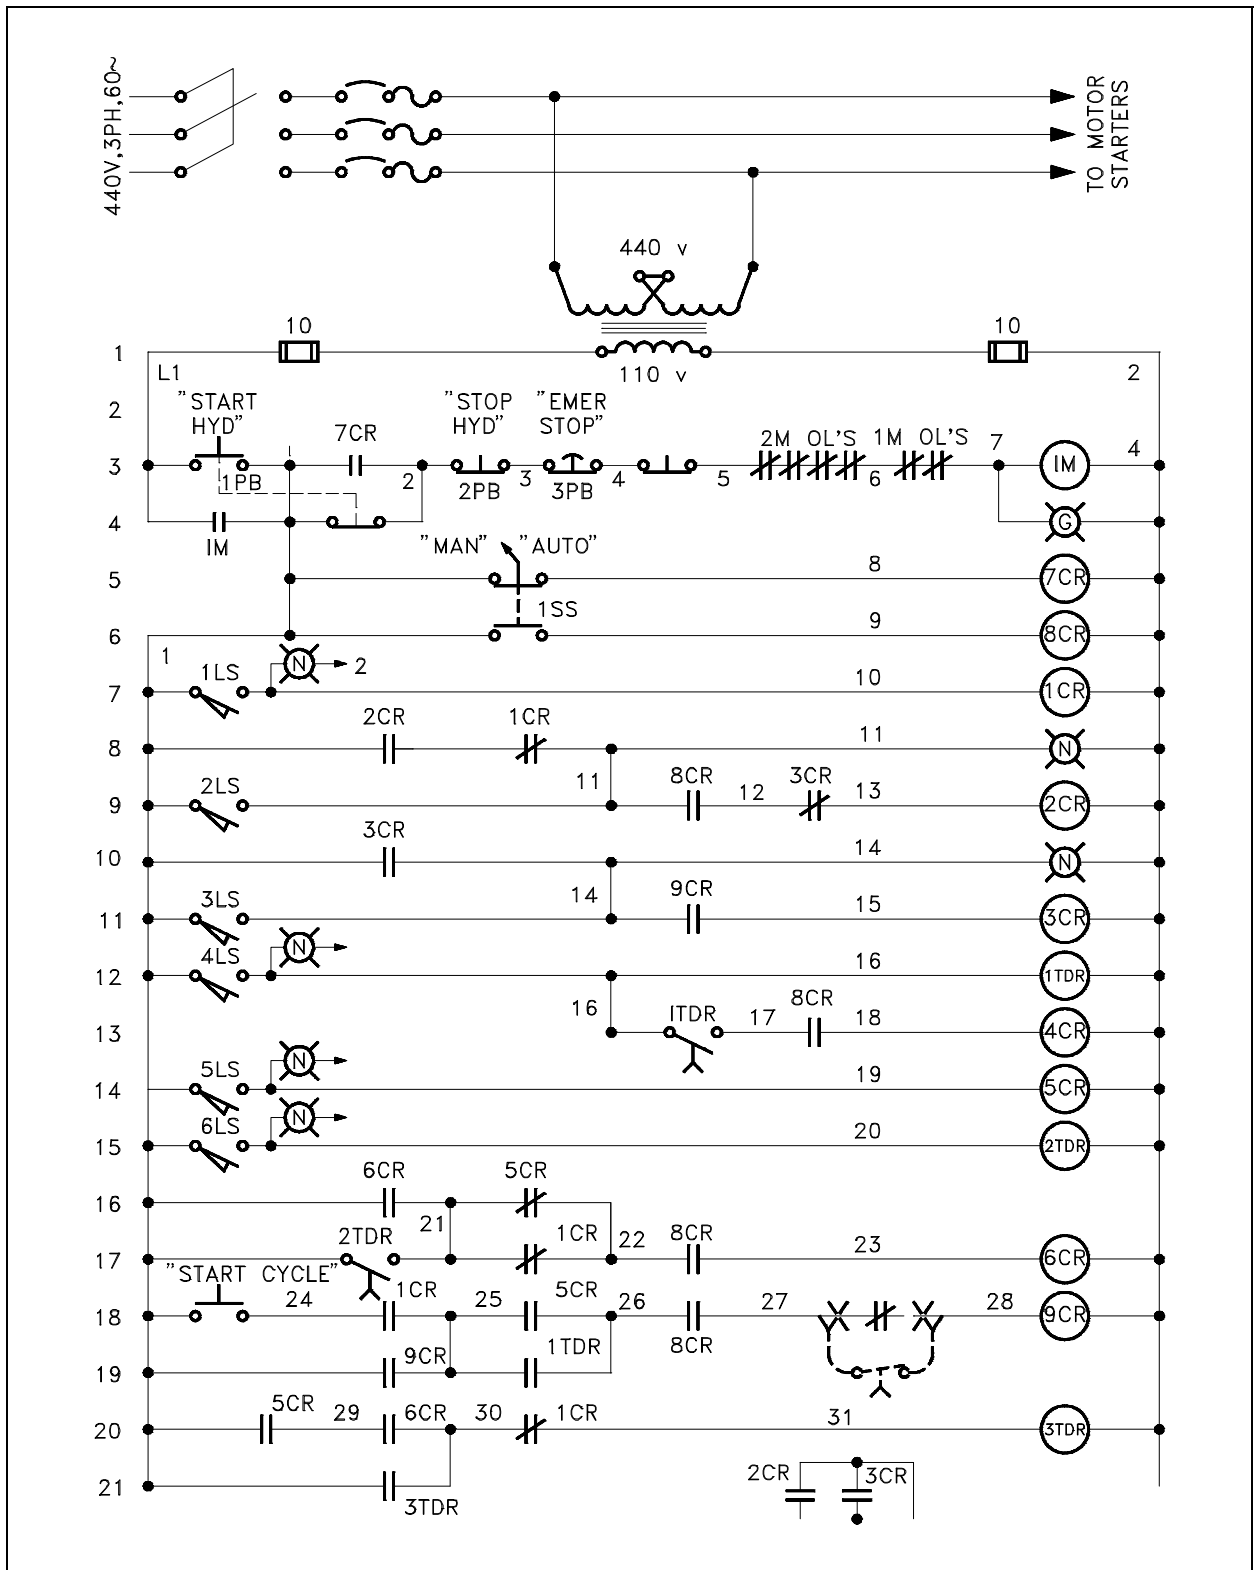 440V,3PH,60~
TO MOTOR
STARTERS
440 v
10
10
1
L1
110 v
2
2
"START
HYD"
"STOP
HYD"
"EMER
STOP"
7CR
2M OL'S
1M OL'S
7
4
3
1PB
2
2PB
3
3PB
4
5
6
IM
4
IM
G
"MAN"
"AUTO"
5
8
7CR
1SS
6
9
8CR
1
N
2
1LS
7
10
1CR
2CR
1CR
8
11
N
2LS
11
8CR
12
3CR
13
9
2CR
3CR
10
14
N
3LS
14
9CR
15
11
3CR
N
4LS
12
16
1TDR
16
1TDR
17
8CR
18
13
4CR
N
5LS
14
19
5CR
N
6LS
15
20
2TDR
6CR
5CR
16
21
2TDR
1CR
22
8CR
23
17
6CR
"START CYCLE"
24
1CR
25
5CR
26
27
28
18
8CR
9CR
19
9CR
1TDR
5CR
29
6CR
30
1CR
31
20
3TDR
21
3TDR
2CR
3CR